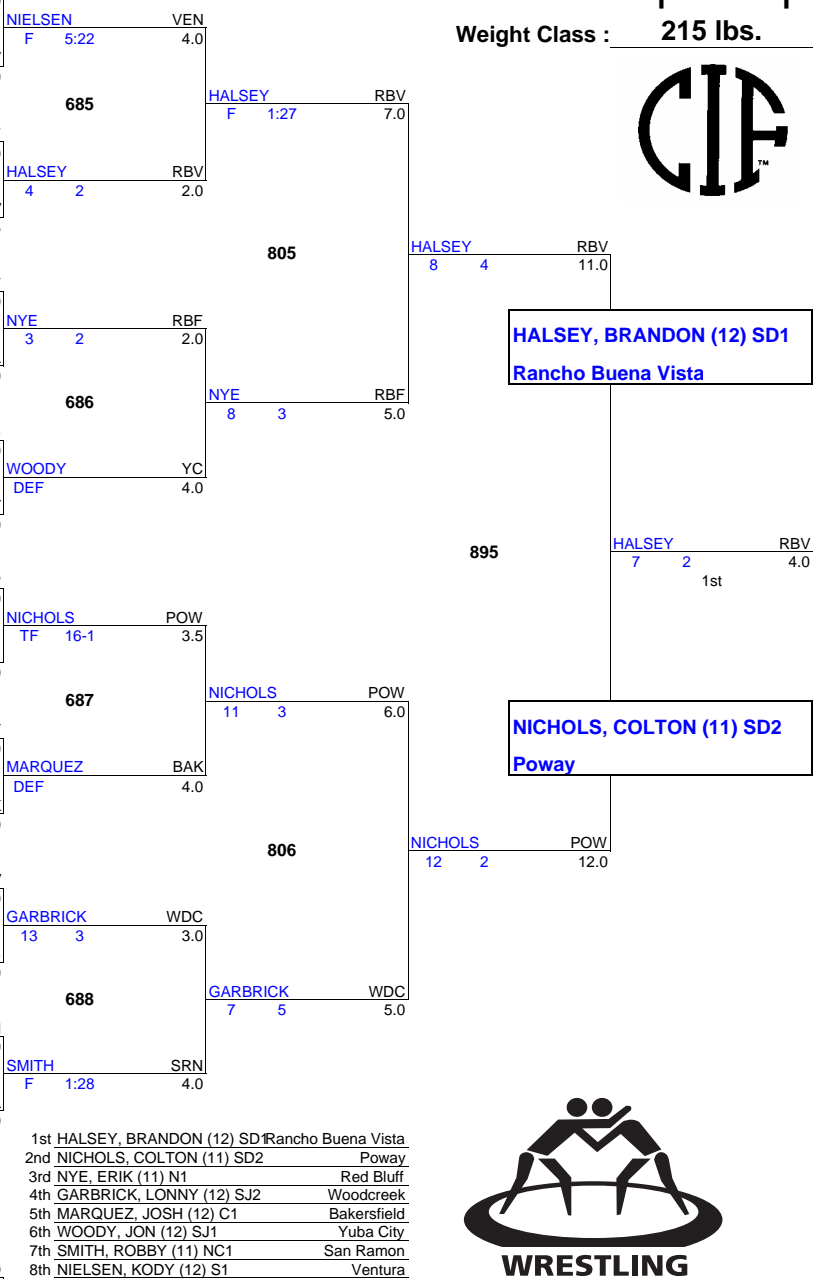 Weight Class : 215 lbs.
CIF
™
NIELSEN VEN
F 5:22 4.0
685
HALSEY RBV
F 1:27 7.0
HALSEY RBV
4 2 2.0
805
HALSEY RBV
8 4 11.0
NYE RBF
3 2 2.0
HALSEY, BRANDON (12) SD1
Rancho Buena Vista
686
NYE RBF
8 3 5.0
WOODY YC
DEF 4.0
895
HALSEY RBV
7 2 4.0
1st
NICHOLS POW
TF 16-1 3.5
687
NICHOLS POW
11 3 6.0
NICHOLS, COLTON (11) SD2
Poway
MARQUEZ BAK
DEF 4.0
806
NICHOLS POW
12 2 12.0
GARBRICK WDC
13 3 3.0
688
GARBRICK WDC
7 5 5.0
SMITH SRN
F 1:28 4.0
1st HALSEY, BRANDON (12) SD1 Rancho Buena Vista
2nd NICHOLS, COLTON (11) SD2 Poway
3rd NYE, ERIK (11) N1 Red Bluff
4th GARBRICK, LONNY (12) SJ2 Woodcreek
5th MARQUEZ, JOSH (12) C1 Bakersfield
6th WOODY, JON (12) SJ1 Yuba City
7th SMITH, ROBBY (11) NC1 San Ramon
8th NIELSEN, KODY (12) S1 Ventura
WRESTLING